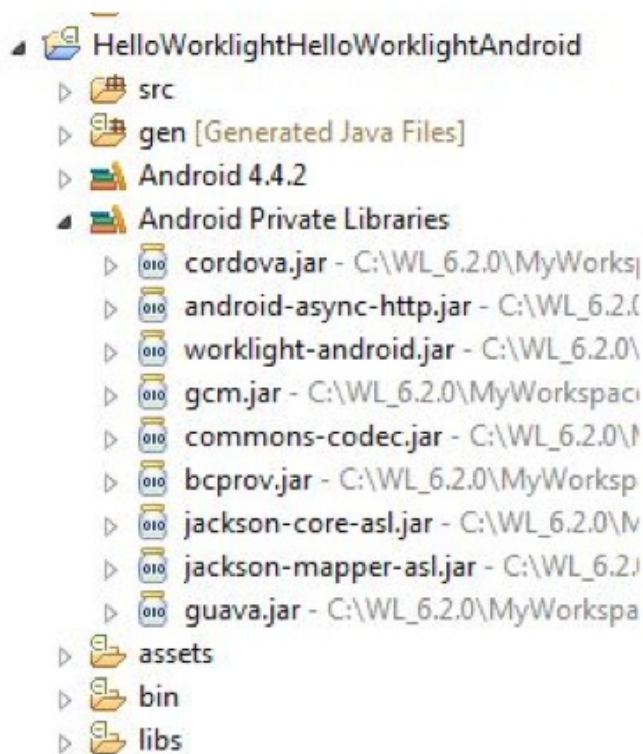 HelloWorklightHelloWorklightAndroid
src
gen [Generated Java Files]
Android 4.4.2
Android Private Libraries
cordova.jar - C:\WL_6.2.0\MyWorksp
android-async-http.jar - C:\WL_6.2.0
worklight-android.jar - C:\WL_6.2.0\
gcm.jar - C:\WL_6.2.0\MyWorkspac
commons-codec.jar - C:\WL_6.2.0\M
bcprov.jar - C:\WL_6.2.0\MyWorksp
jackson-core-asl.jar - C:\WL_6.2.0\M
jackson-mapper-asl.jar - C:\WL_6.2.
guava.jar - C:\WL_6.2.0\MyWorkspa
assets
bin
libs